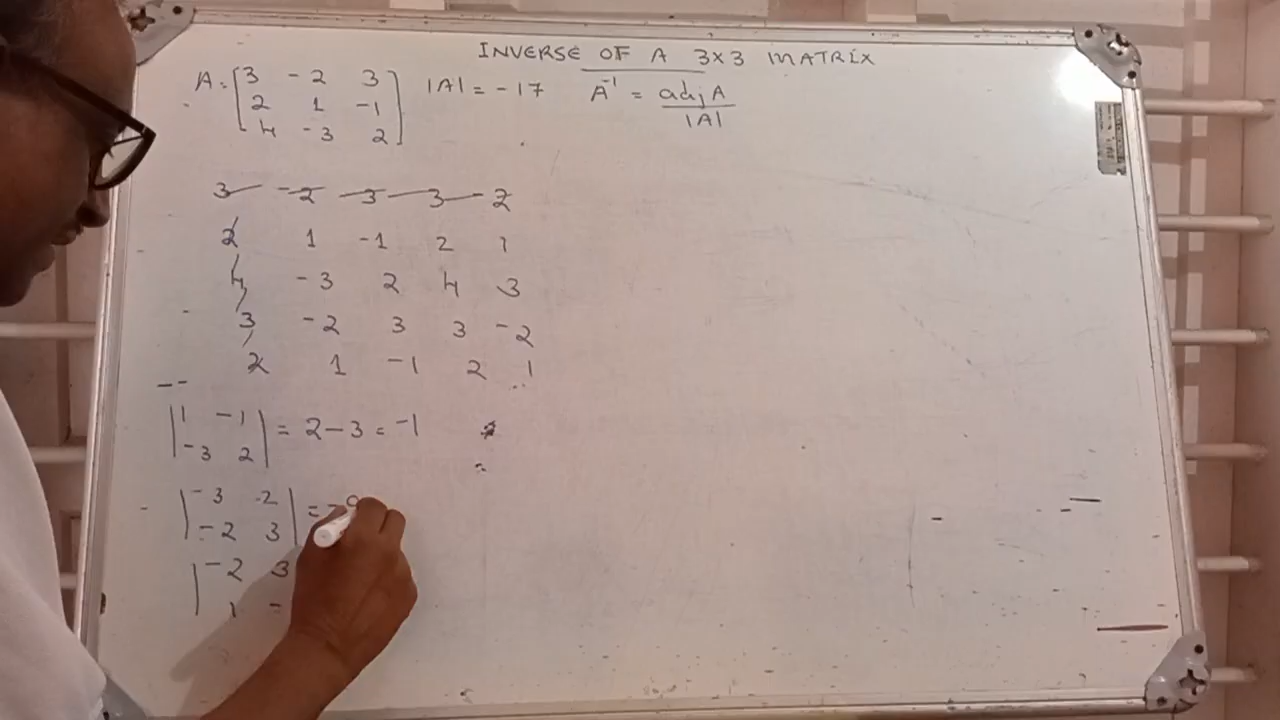 INVERSE OF A 3x3 MATRIX
A = [3 -2 3
2 1 -1
4 -3 2] |A| = -17 A⁻¹ = adj A / |A|
3 -2 3 3 -2
2 1 -1 2 1
4 -3 2 4 3
3 -2 3 3 -2
2 1 -1 2 1
|1 -1
-3 2| = 2-3 = -1
|-3 2
-2 3| = -9
|-2 3
1 -